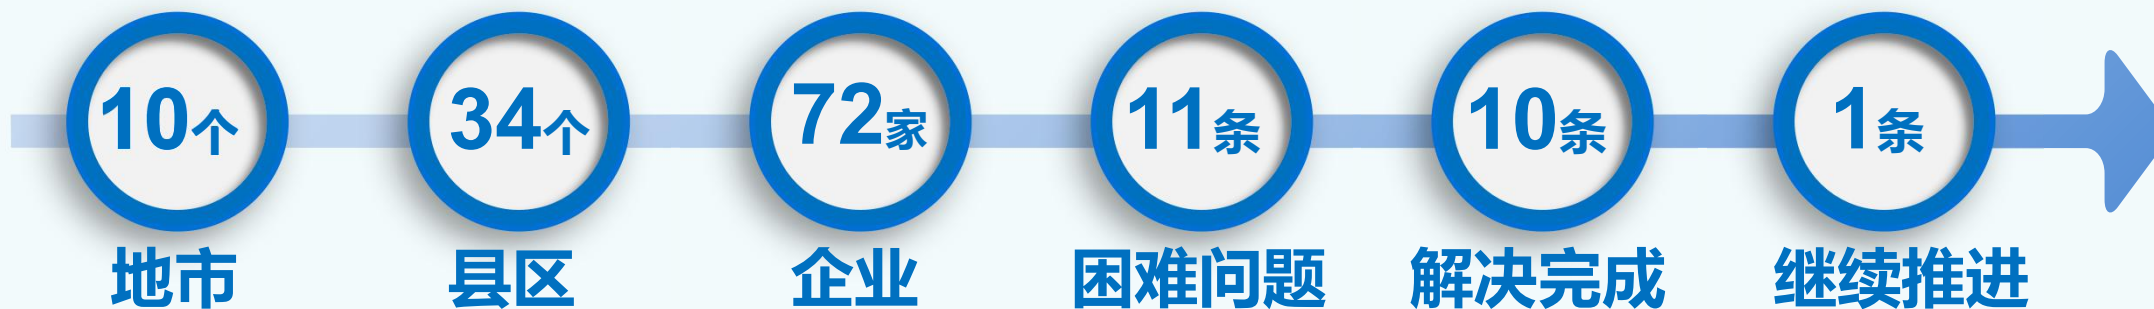 10个 34个 72家 11条 10条 1条
地市 县区 企业 困难问题 解决完成 继续推进